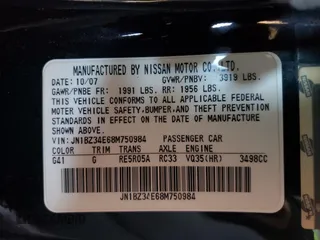 MANUFACTURED BY NISSAN MOTOR CO., LTD.
DATE: 10/07 GVWR/PNBV: 3919 LBS.
GAWR/PNBE FR: 1991 LBS. RR: 1956 LBS.
THIS VEHICLE CONFORMS TO ALL APPLICABLE FEDERAL
MOTOR VEHICLE SAFETY, BUMPER, AND THEFT PREVENTION
STANDARDS IN EFFECT ON THE DATE OF MANUFACTURE
SHOWN ABOVE.
VIN: JN1BZ34E68M750984 PASSENGER CAR
COLOR TRIM TRANS AXLE ENGINE
G41 G RE5R05A RC33 VQ35(HR) 3498CC
JN1BZ34E68M750984